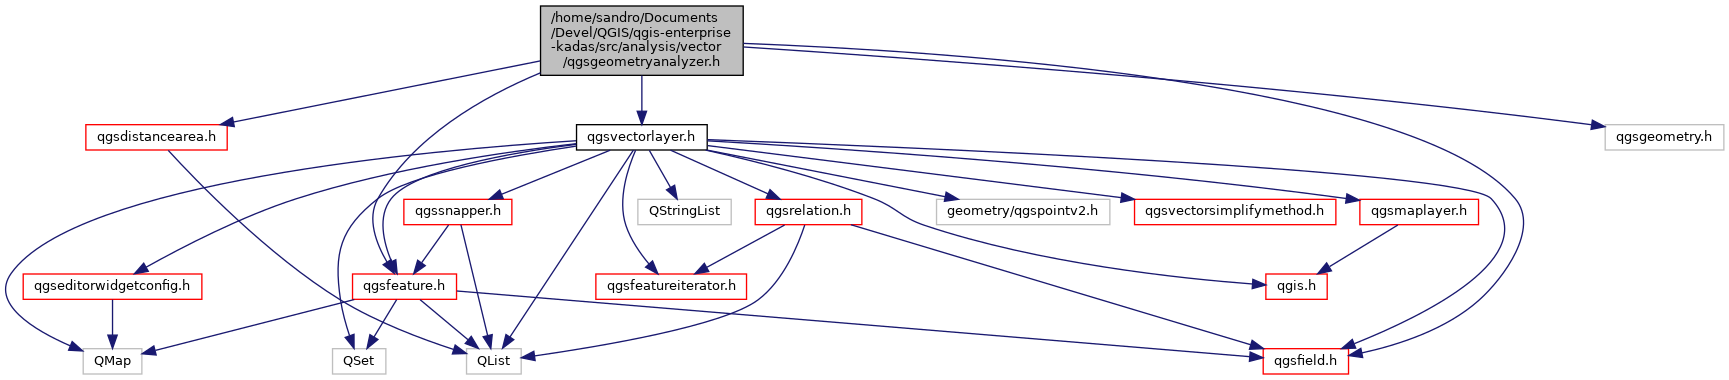 /home/sandro/Documents
/Devel/QGIS/qgis-enterprise
-kadas/src/analysis/vector
/qgsgeometryanalyzer.h
qgsdistancearea.h
qgsvectorlayer.h
qgsgeometry.h
qgssnapper.h
QStringList
qgsrelation.h
geometry/qgspointv2.h
qgsvectorsimplifymethod.h
qgsmaplayer.h
qgseditorwidgetconfig.h
qgsfeature.h
qgsfeatureiterator.h
qgis.h
QMap
QSet
QList
qgsfield.h